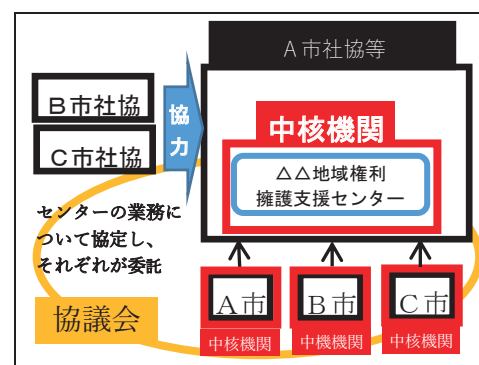 A市社協等
B市社協
C市社協
協力
中核機関
△△地域権利
擁護支援センター
センターの業務に
ついて協定し、
それぞれが委託
A市
B市
C市
協議会
中核機関
中機機関
中核機関